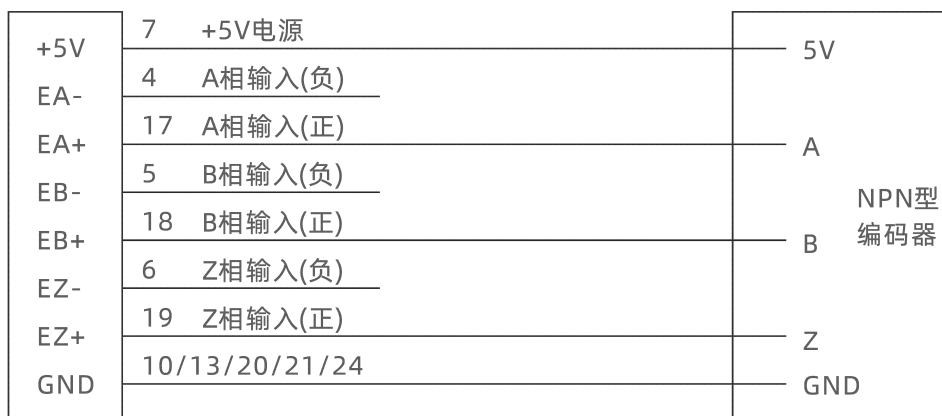 +5V 7 +5V电源 5V
EA- 4 A相输入(负)
EA+ 17 A相输入(正) A
EB- 5 B相输入(负)
NPN型
EB+ 18 B相输入(正) B
编码器
EZ- 6 Z相输入(负)
EZ+ 19 Z相输入(正) Z
GND 10/13/20/21/24 GND